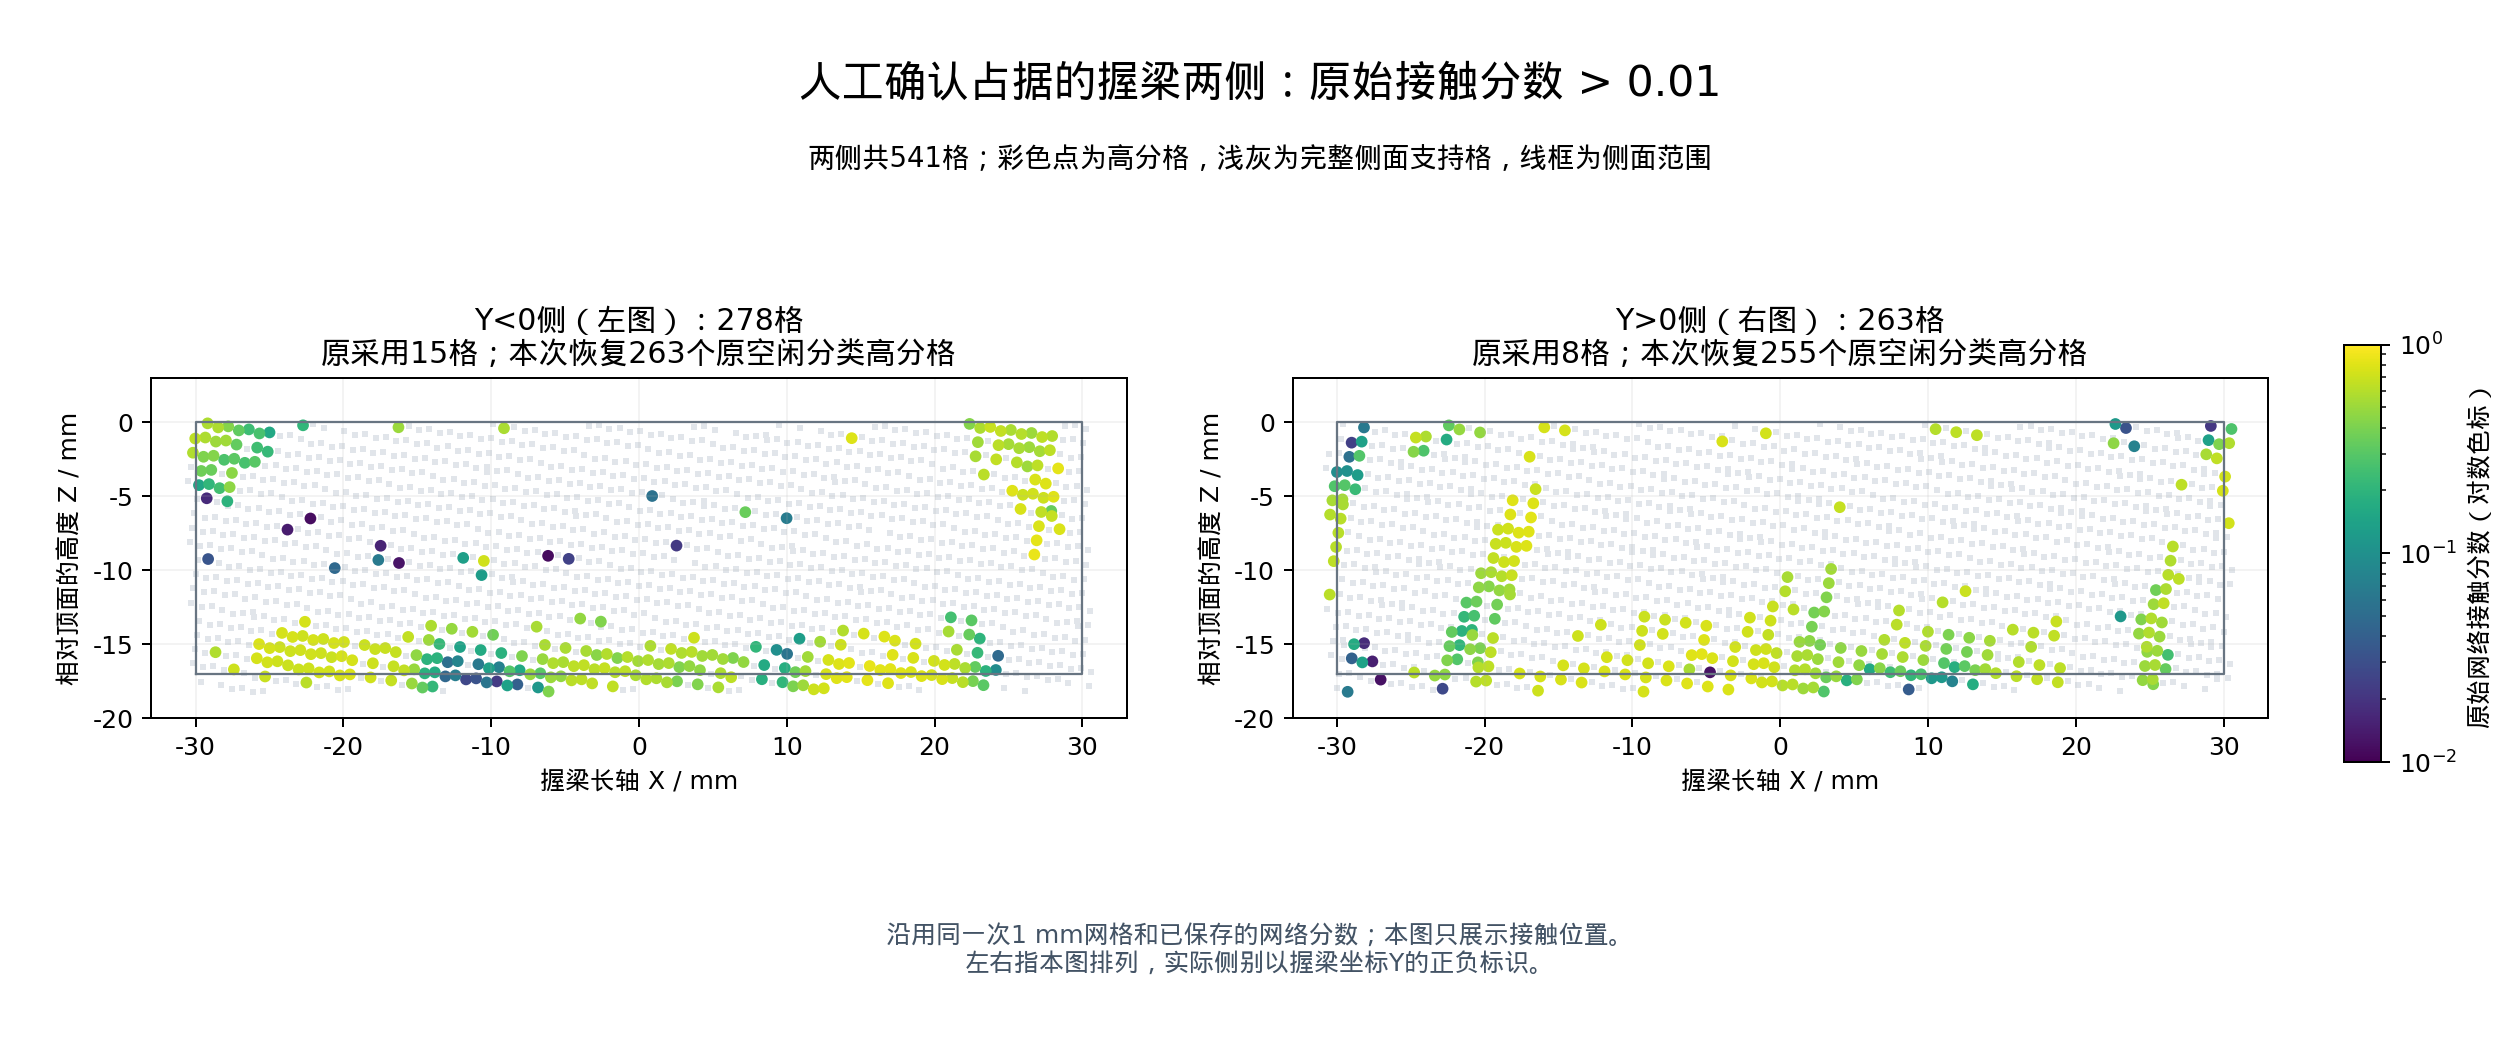 人工确认占据的握梁两侧：原始接触分数 > 0.01
两侧共541格；彩色点为高分格，浅灰为完整侧面支持格，线框为侧面范围
Y<0侧（左图）：278格
原采用15格；本次恢复263个原空闲分类高分格
相对顶面的高度 Z / mm
0
-5
-10
-15
-20
-30
-20
-10
0
10
20
30
握梁长轴 X / mm
Y>0侧（右图）：263格
原采用8格；本次恢复255个原空闲分类高分格
相对顶面的高度 Z / mm
0
-5
-10
-15
-20
-30
-20
-10
0
10
20
30
握梁长轴 X / mm
10⁰
10⁻¹
10⁻²
原始网络接触分数（对数色标）
沿用同一次1 mm网格和已保存的网络分数；本图只展示接触位置。
左右指本图排列，实际侧别以握梁坐标Y的正负标识。